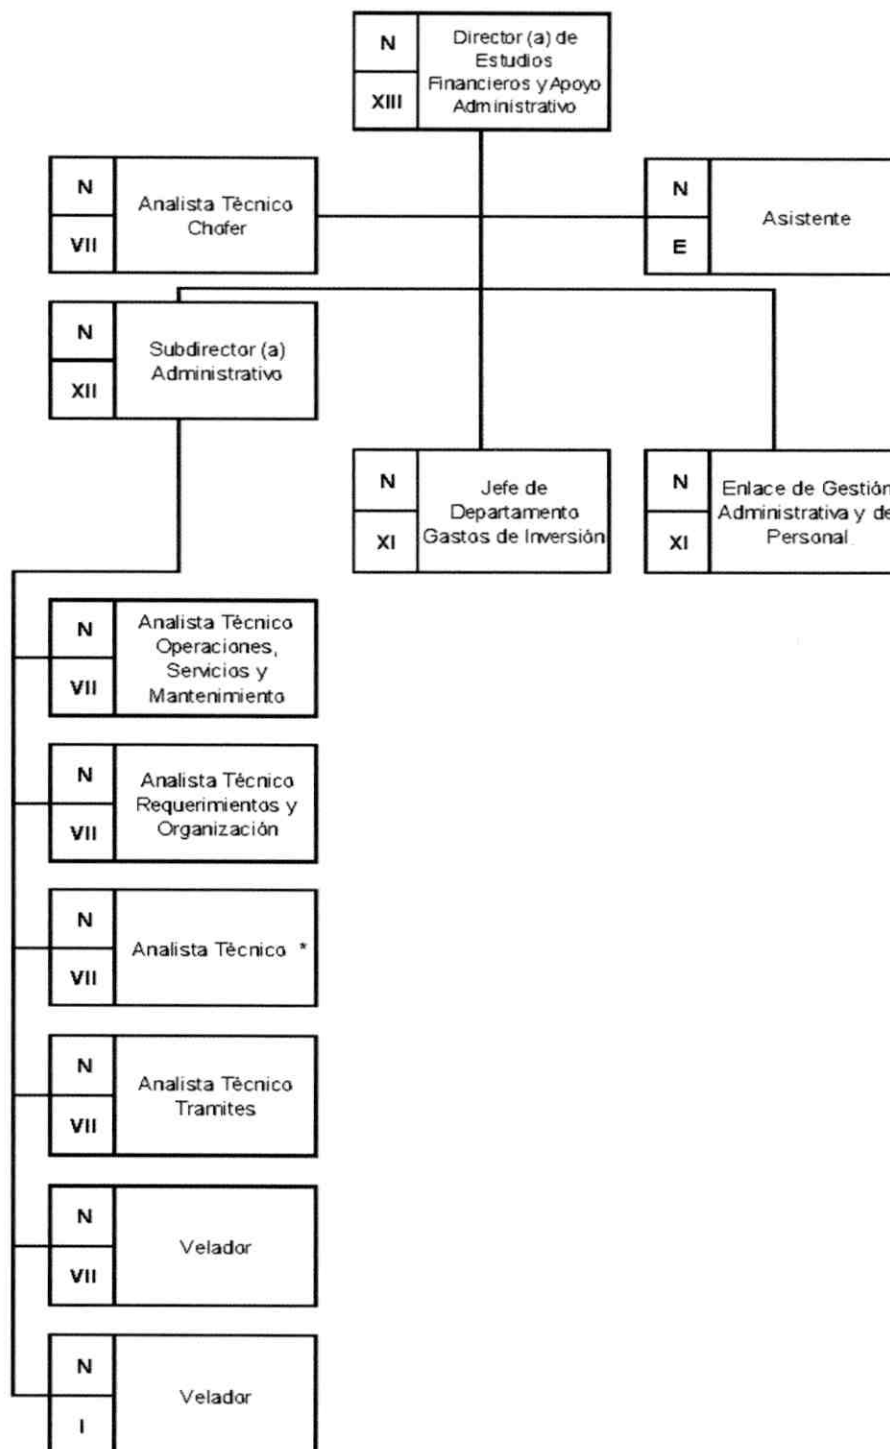 N
XIII
Director (a) de
Estudios
Financieros y Apoyo
Administrativo
N
VII
Analista Técnico
Chofer
N
E
Asistente
N
XII
Subdirector (a)
Administrativo
N
XI
Jefe de
Departamento
Gastos de Inversión
N
XI
Enlace de Gestión
Administrativa y de
Personal
N
VII
Analista Técnico
Operaciones,
Servicios y
Mantenimiento
N
VII
Analista Técnico
Requerimientos y
Organización
N
VII
Analista Técnico *
N
VII
Analista Técnico
Tramites
N
VII
Velador
N
I
Velador